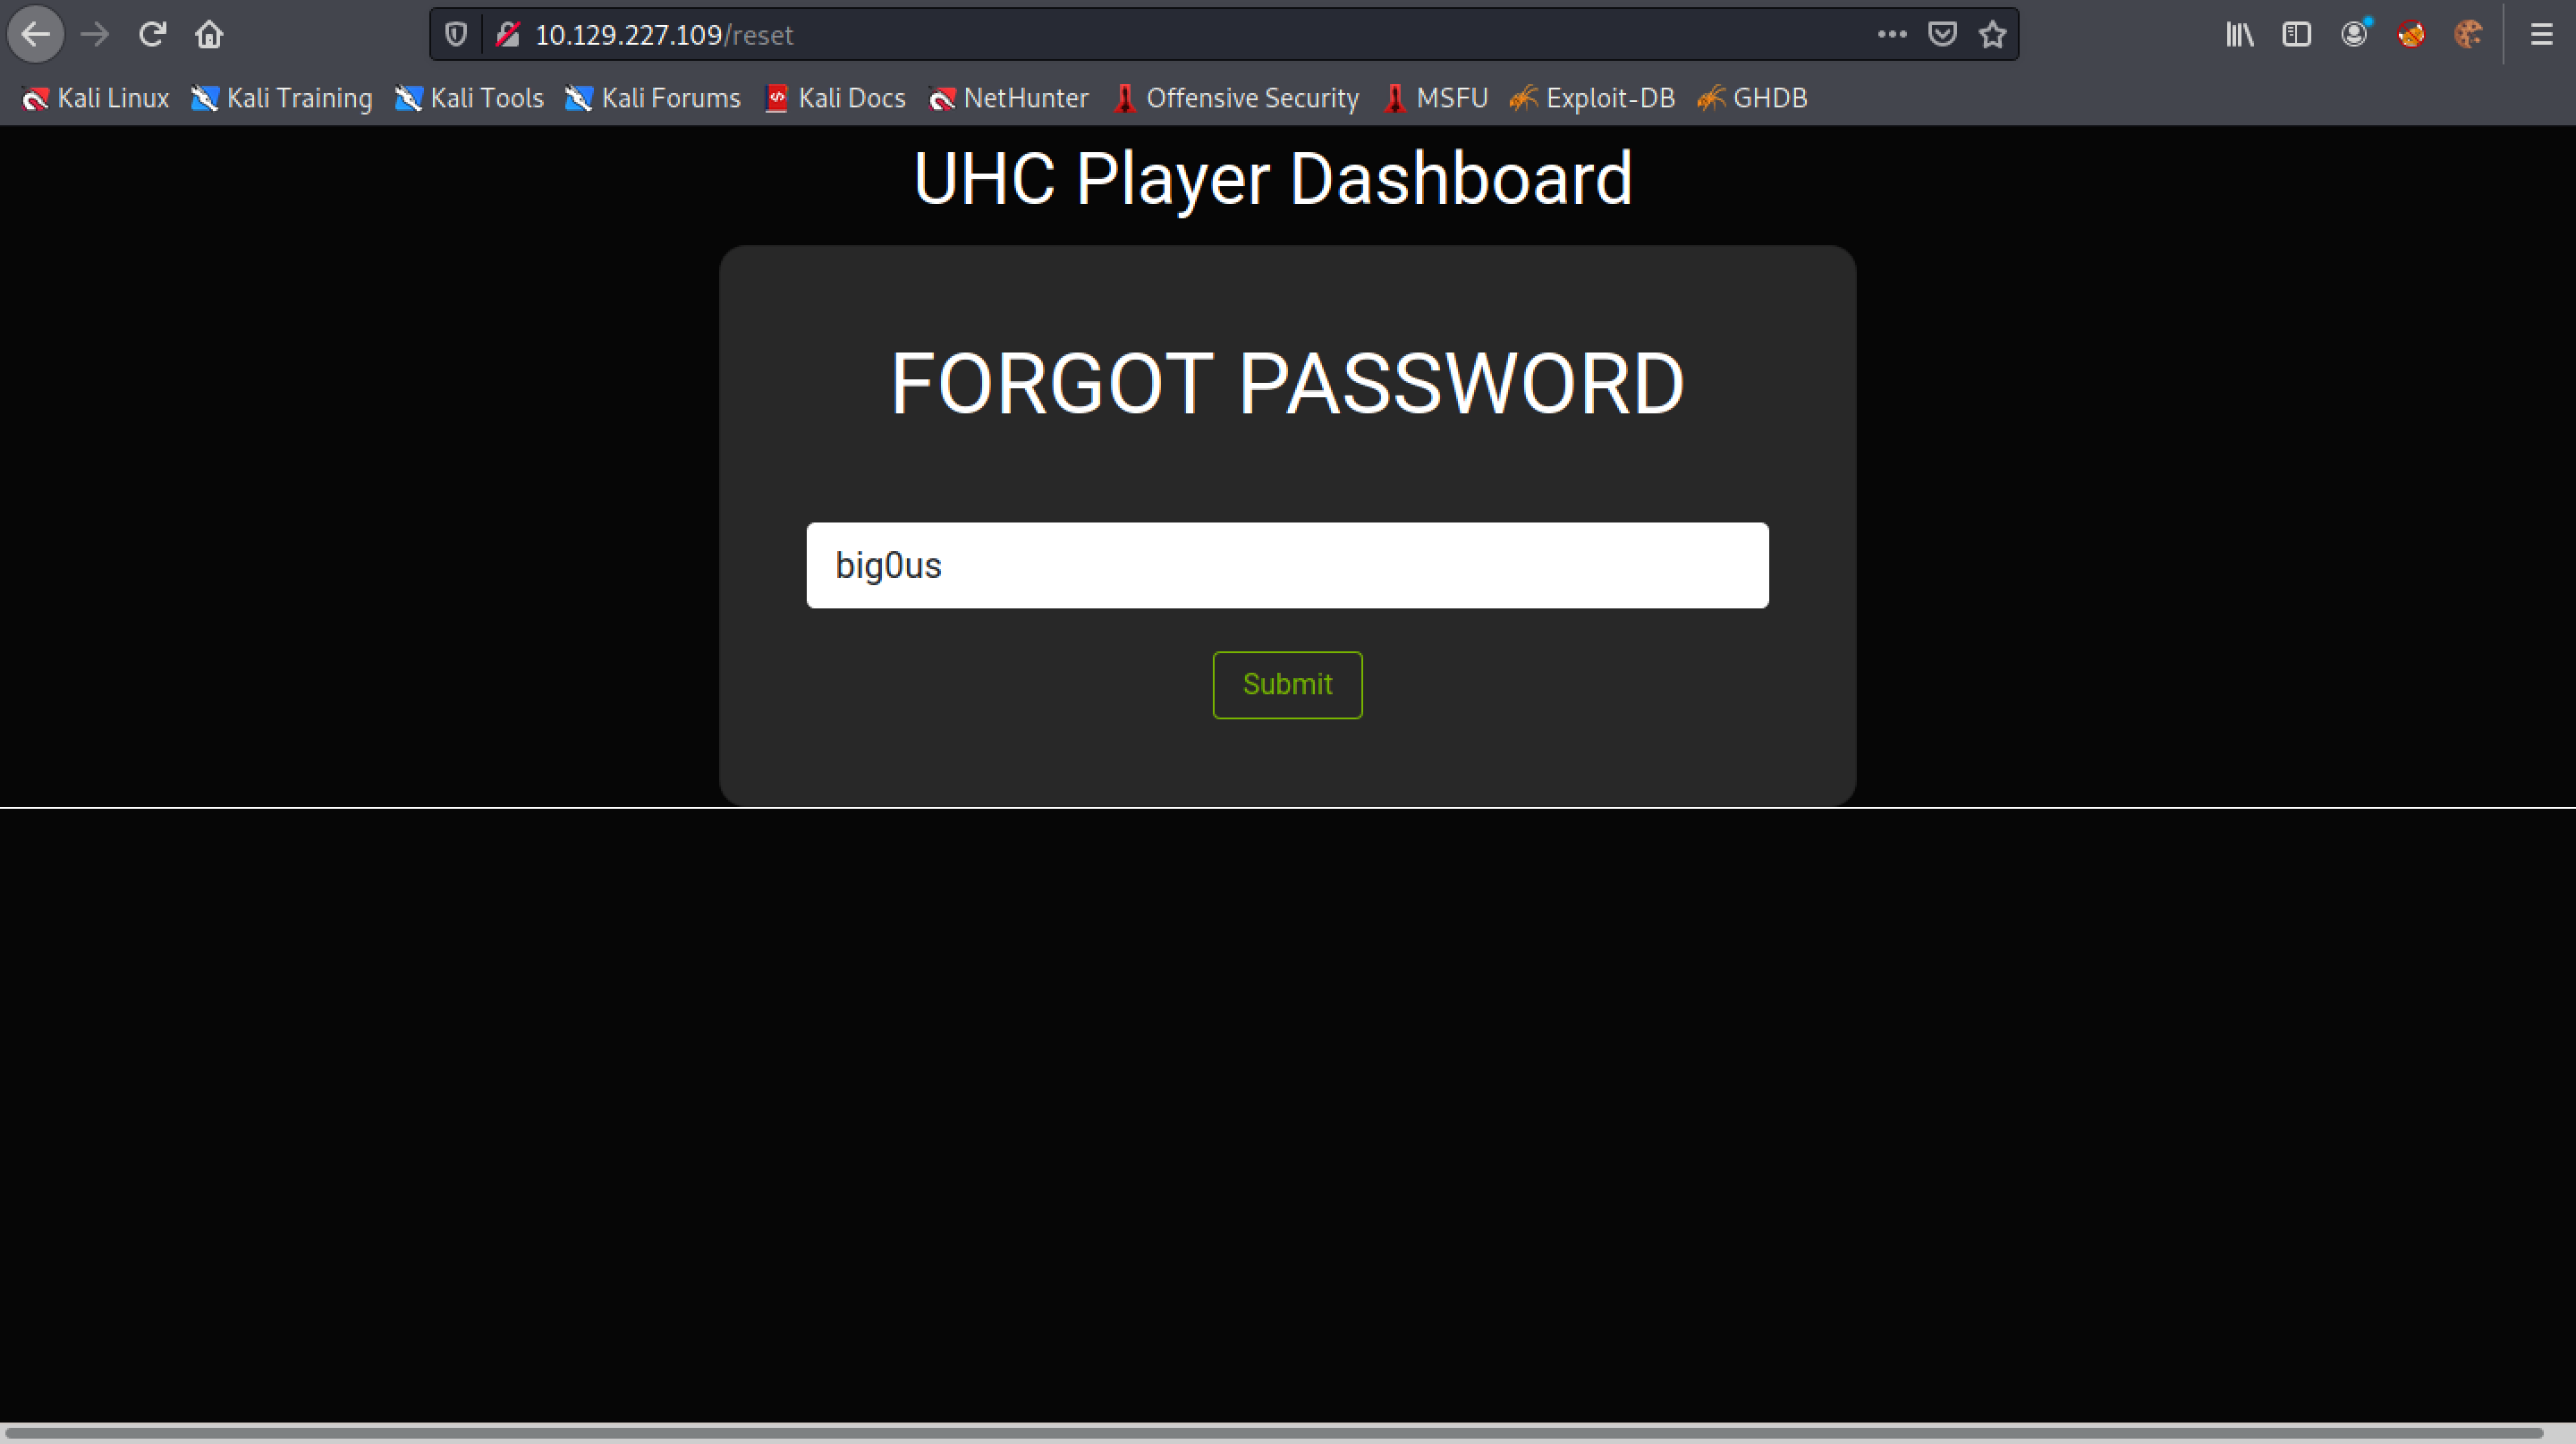 10.129.227.109/reset
Kali Linux Kali Training Kali Tools Kali Forums Kali Docs NetHunter Offensive Security MSFU Exploit-DB GHDB
UHC Player Dashboard
FORGOT PASSWORD
big0us
Submit